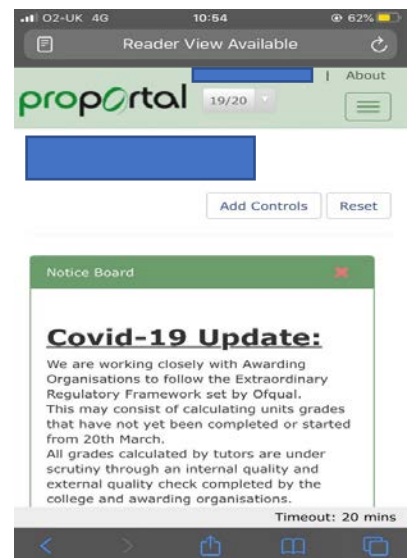 O2-UK 4G 10:54 62%
Reader View Available
| About
proportal 19/20
Add Controls Reset
Notice Board
Covid-19 Update:
We are working closely with Awarding
Organisations to follow the Extraordinary
Regulatory Framework set by Ofqual.
This may consist of calculating units grades
that have not yet been completed or started
from 20th March.
All grades calculated by tutors are under
scrutiny through an internal quality and
external quality check completed by the
college and awarding organisations.
Timeout: 20 mins